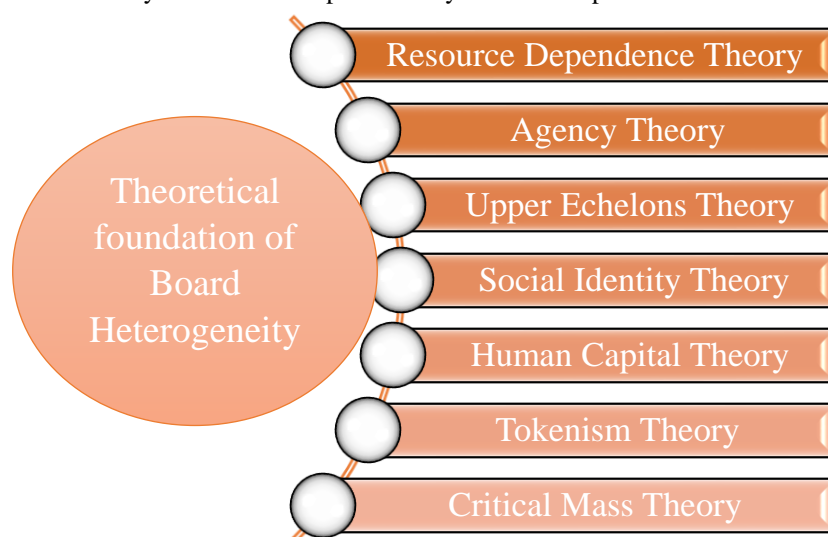 Theoretical
foundation of
Board
Heterogeneity
Resource Dependence Theory
Agency Theory
Upper Echelons Theory
Social Identity Theory
Human Capital Theory
Tokenism Theory
Critical Mass Theory